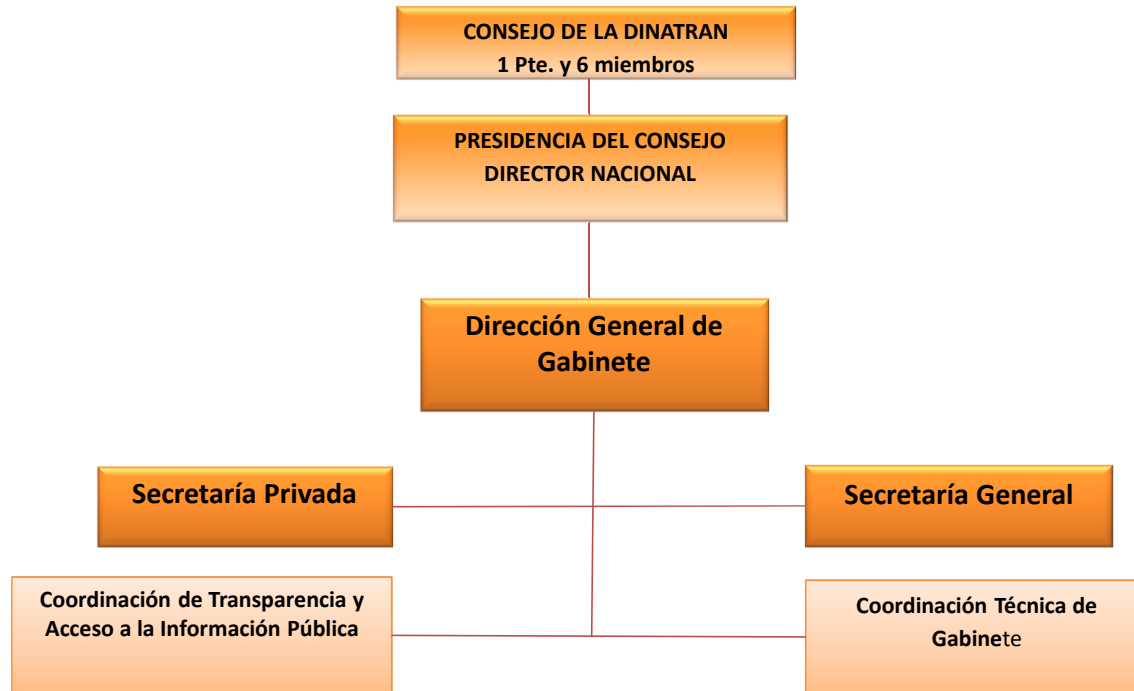 CONSEJO DE LA DINATRAN
1 Pte. y 6 miembros
PRESIDENCIA DEL CONSEJO
DIRECTOR NACIONAL
Dirección General de
Gabinete
Secretaría Privada
Secretaría General
Coordinación de Transparencia y
Acceso a la Información Pública
Coordinación Técnica de
Gabinete